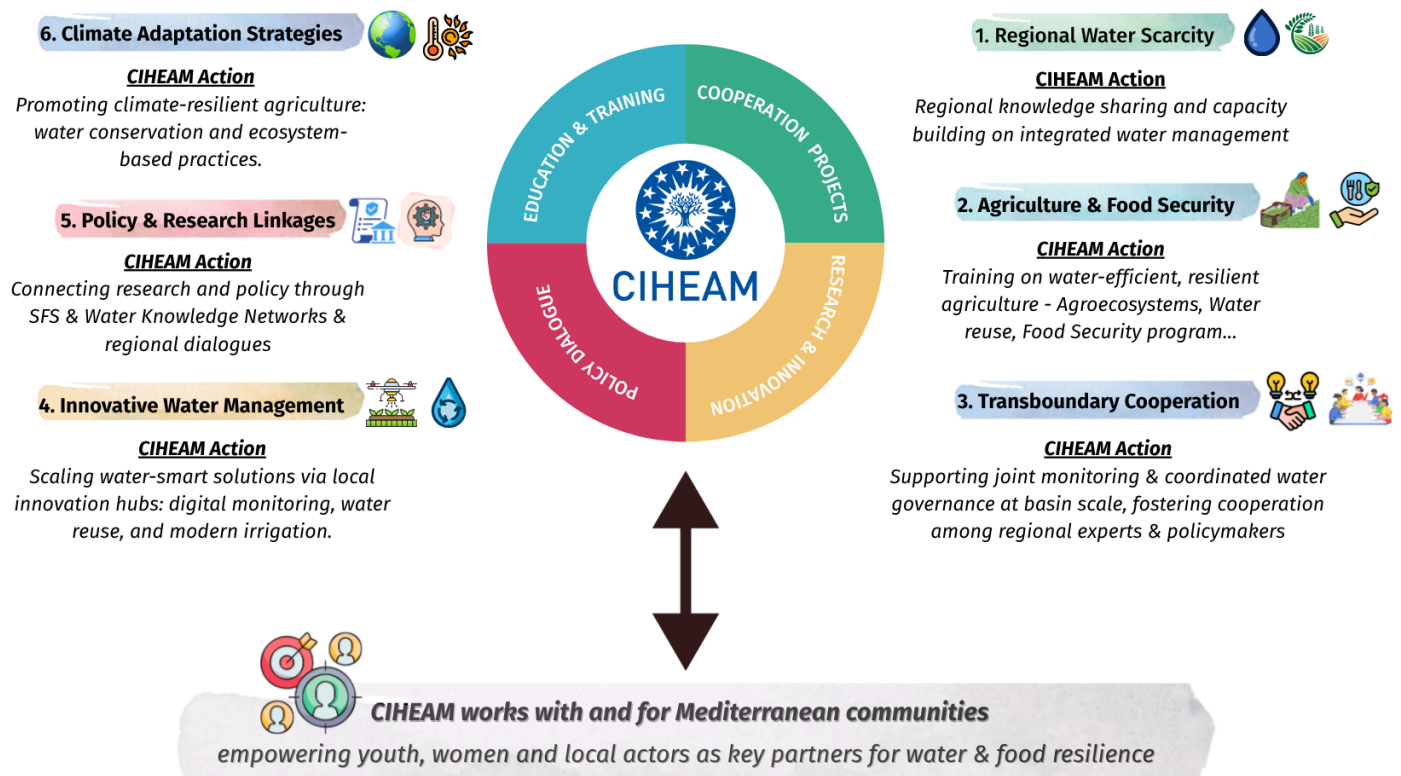 6. Climate Adaptation Strategies
CIHEAM Action
Promoting climate-resilient agriculture:
water conservation and ecosystem-
based practices.
5. Policy & Research Linkages
CIHEAM Action
Connecting research and policy through
SFS & Water Knowledge Networks &
regional dialogues
4. Innovative Water Management
CIHEAM Action
Scaling water-smart solutions via local
innovation hubs: digital monitoring, water
reuse, and modern irrigation.
EDUCATION & TRAINING
COOPERATION PROJECTS
RESEARCH & INNOVATION
POLICY DIALOGUE
CIHEAM
1. Regional Water Scarcity
CIHEAM Action
Regional knowledge sharing and capacity
building on integrated water management
2. Agriculture & Food Security
CIHEAM Action
Training on water-efficient, resilient
agriculture - Agroecosystems, Water
reuse, Food Security program...
3. Transboundary Cooperation
CIHEAM Action
Supporting joint monitoring & coordinated water
governance at basin scale, fostering cooperation
among regional experts & policymakers
CIHEAM works with and for Mediterranean communities
empowering youth, women and local actors as key partners for water & food resilience